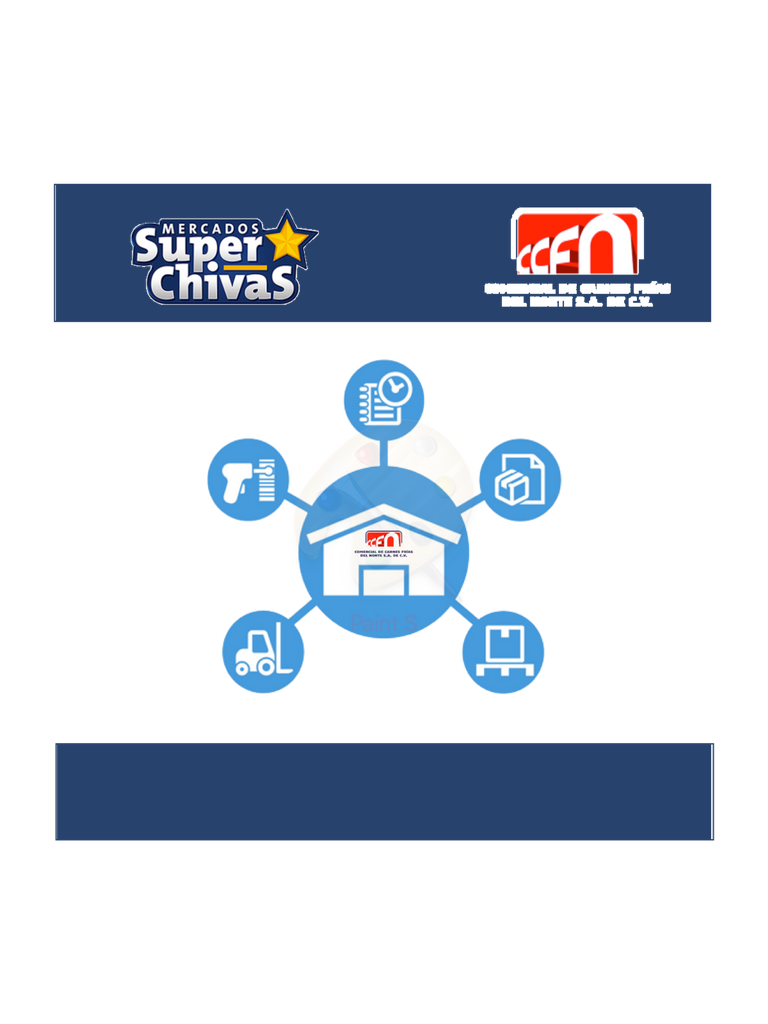 MERCADOS
Super
ChivaS
CCFN
COMERCIAL DE CARNES FRÍAS
DEL NORTE S.A. DE C.V.
CCFN
COMERCIAL DE CARNES FRÍAS
DEL NORTE S.A. DE C.V.
Paint S